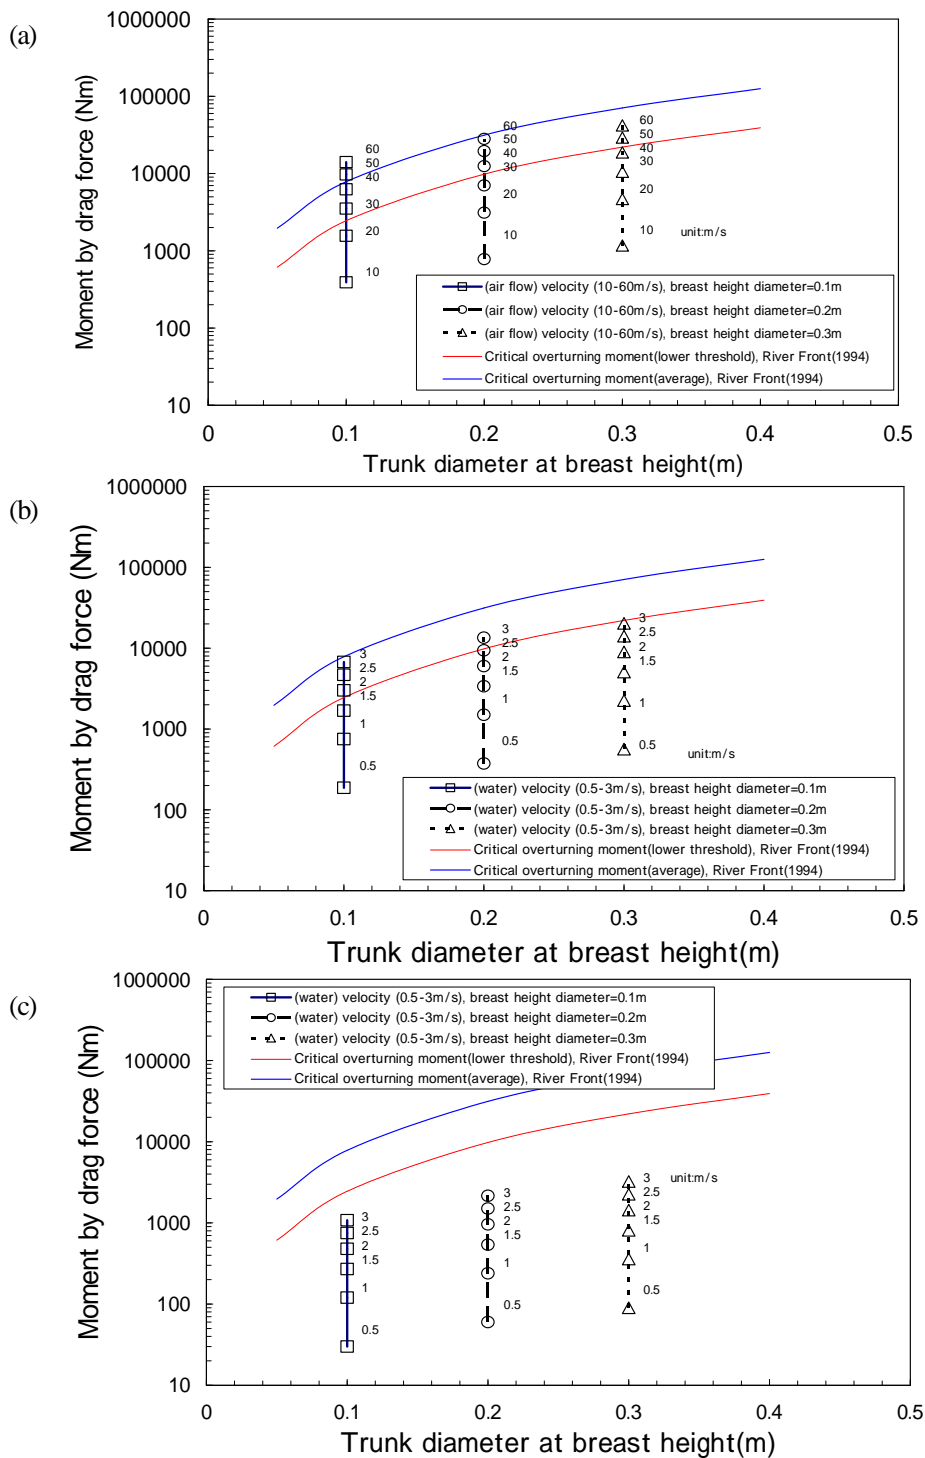 (a)
1000000
100000
10000
1000
100
10
Moment by drag force (Nm)
60
50
40
30
20
10
60
50
40
30
20
10
60
50
40
30
20
10
unit:m/s
(air flow) velocity (10-60m/s), breast height diameter=0.1m
(air flow) velocity (10-60m/s), breast height diameter=0.2m
(air flow) velocity (10-60m/s), breast height diameter=0.3m
Critical overturning moment(lower threshold), River Front(1994)
Critical overturning moment(average), River Front(1994)
0 0.1 0.2 0.3 0.4 0.5
Trunk diameter at breast height(m)
(b)
1000000
100000
10000
1000
100
10
Moment by drag force (Nm)
3
2.5
2
1.5
1
0.5
3
2.5
2
1.5
1
0.5
3
2.5
2
1.5
1
0.5
unit:m/s
(water) velocity (0.5-3m/s), breast height diameter=0.1m
(water) velocity (0.5-3m/s), breast height diameter=0.2m
(water) velocity (0.5-3m/s), breast height diameter=0.3m
Critical overturning moment(lower threshold), River Front(1994)
Critical overturning moment(average), River Front(1994)
0 0.1 0.2 0.3 0.4 0.5
Trunk diameter at breast height(m)
(c)
1000000
100000
10000
1000
100
10
Moment by drag force (Nm)
(water) velocity (0.5-3m/s), breast height diameter=0.1m
(water) velocity (0.5-3m/s), breast height diameter=0.2m
(water) velocity (0.5-3m/s), breast height diameter=0.3m
Critical overturning moment(lower threshold), River Front(1994)
Critical overturning moment(average), River Front(1994)
3
2.5
2
1.5
1
0.5
3
2.5
2
1.5
1
0.5
3
2.5
2
1.5
1
0.5
unit:m/s
0 0.1 0.2 0.3 0.4 0.5
Trunk diameter at breast height(m)